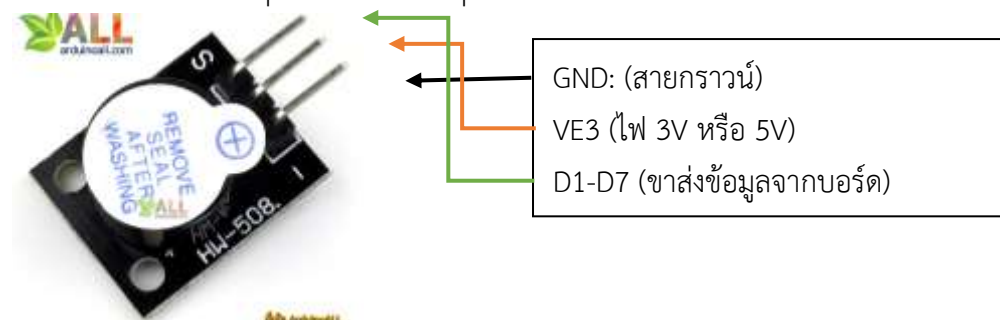 ALL
arduinoall.com
S
REMOVE
SEAL
AFTER
WASHING
ALL
HW-508
GND: (สายกราวน์)
VE3 (ไฟ 3V หรือ 5V)
D1-D7 (ขาส่งข้อมูลจากบอร์ด)